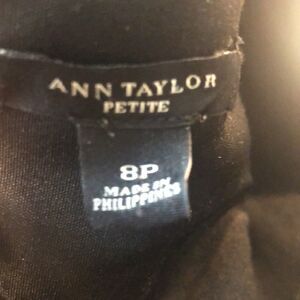 ANN TAYLOR
PETITE
8P
MADE IN
PHILIPPINES